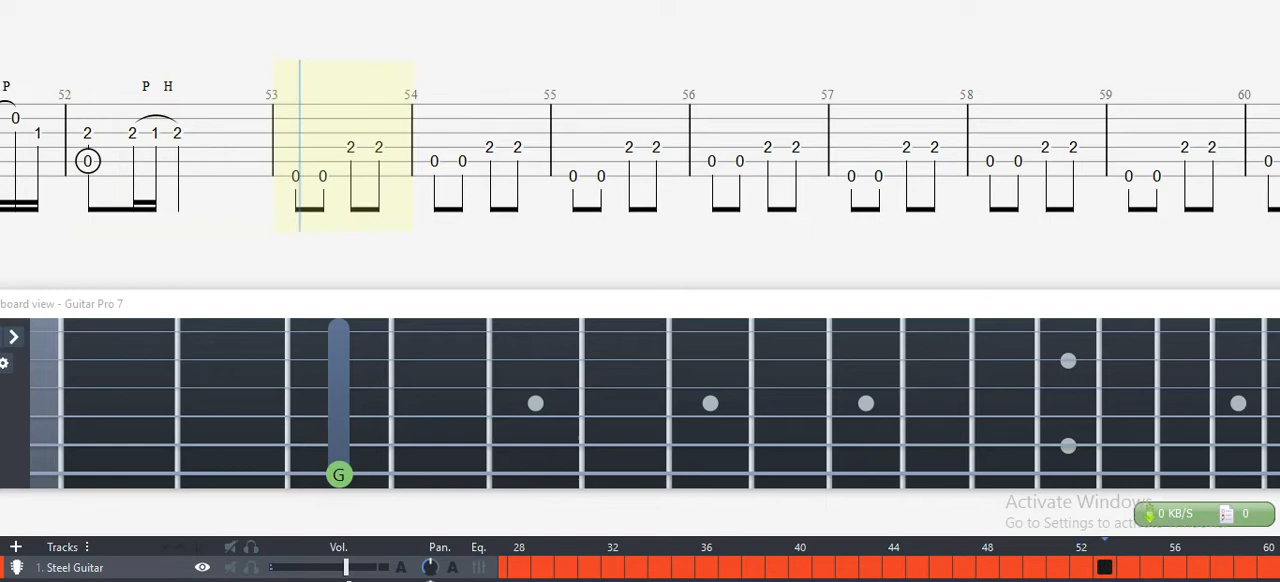 P P H
52 53 54 55 56 57 58 59 60
0
1 2 2 1 2
2 2 2 2 2 2 2 2 2 2 2 2 2 2
0 0 0 0 0 0 0 0
0 0 0 0 0 0 0 0
board view - Guitar Pro 7
G
Activate Windows
Go to Settings to acti
0 KB/S 0
Tracks Vol. Pan. Eq. 28 32 36 40 44 48 52 56 60
1. Steel Guitar A A